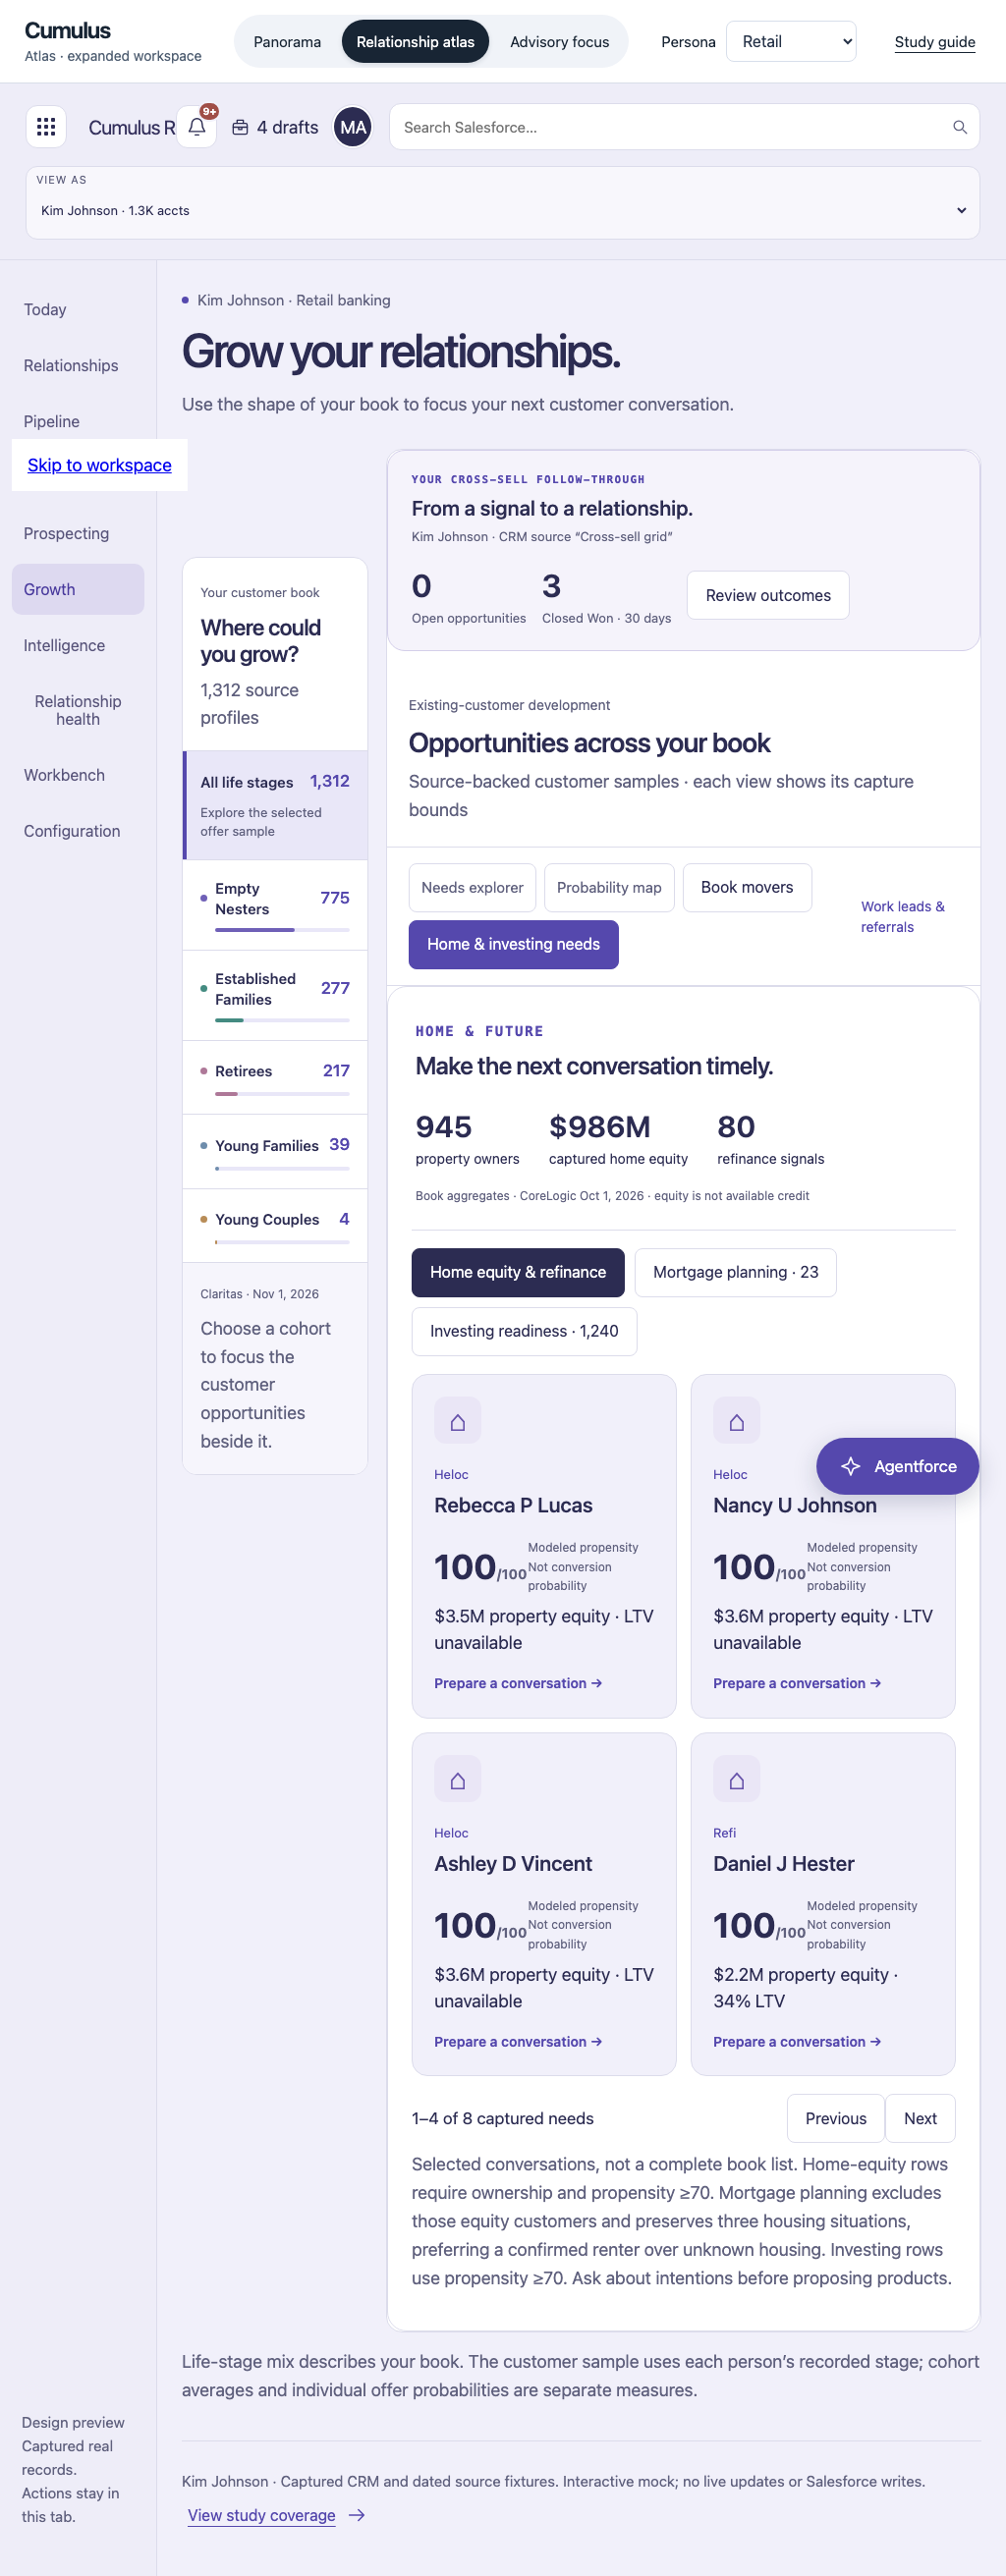 Cumulus
Atlas · expanded workspace
Panorama
Relationship atlas
Advisory focus
Persona
Retail
Study guide
Cumulus R
9+
4 drafts
MA
Search Salesforce...
VIEW AS
Kim Johnson · 1.3K accts
Today
Relationships
Pipeline
Skip to workspace
Prospecting
Growth
Intelligence
Relationship
health
Workbench
Configuration
Design preview
Captured real
records.
Actions stay in
this tab.
Kim Johnson · Retail banking
Grow your relationships.
Use the shape of your book to focus your next customer conversation.
Your customer book
Where could
you grow?
1,312 source
profiles
All life stages 1,312
Explore the selected
offer sample
Empty
Nesters
775
Established
Families
277
Retirees 217
Young Families 39
Young Couples 4
Claritas · Nov 1, 2026
Choose a cohort
to focus the
customer
opportunities
beside it.
YOUR CROSS-SELL FOLLOW-THROUGH
From a signal to a relationship.
Kim Johnson · CRM source “Cross-sell grid”
0
Open opportunities
3
Closed Won · 30 days
Review outcomes
Existing-customer development
Opportunities across your book
Source-backed customer samples · each view shows its capture
bounds
Needs explorer
Probability map
Book movers
Home & investing needs
Work leads &
referrals
HOME & FUTURE
Make the next conversation timely.
945
property owners
$986M
captured home equity
80
refinance signals
Book aggregates · CoreLogic Oct 1, 2026 · equity is not available credit
Home equity & refinance
Mortgage planning · 23
Investing readiness · 1,240
Heloc
Rebecca P Lucas
100/100
Modeled propensity
Not conversion
probability
$3.5M property equity · LTV
unavailable
Prepare a conversation →
Heloc
Nancy U Johnson
100/100
Modeled propensity
Not conversion
probability
$3.6M property equity · LTV
unavailable
Prepare a conversation →
Agentforce
Heloc
Ashley D Vincent
100/100
Modeled propensity
Not conversion
probability
$3.6M property equity · LTV
unavailable
Prepare a conversation →
Refi
Daniel J Hester
100/100
Modeled propensity
Not conversion
probability
$2.2M property equity ·
34% LTV
Prepare a conversation →
1–4 of 8 captured needs
Previous
Next
Selected conversations, not a complete book list. Home-equity rows
require ownership and propensity ≥70. Mortgage planning excludes
those equity customers and preserves three housing situations,
preferring a confirmed renter over unknown housing. Investing rows
use propensity ≥70. Ask about intentions before proposing products.
Life-stage mix describes your book. The customer sample uses each person’s recorded stage; cohort
averages and individual offer probabilities are separate measures.
Kim Johnson · Captured CRM and dated source fixtures. Interactive mock; no live updates or Salesforce writes.
View study coverage →